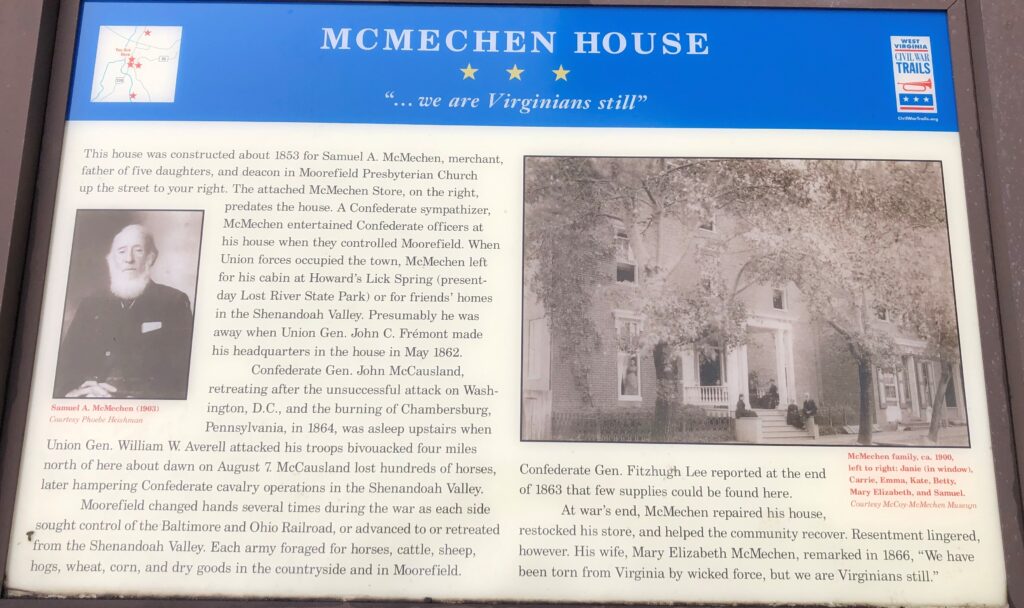 MCMECHEN HOUSE
"... we are Virginians still"
WEST
VIRGINIA
CIVIL WAR
TRAILS
CivilWarTrails.org
This house was constructed about 1853 for Samuel A. McMechen, merchant,
father of five daughters, and deacon in Moorefield Presbyterian Church
up the street to your right. The attached McMechen Store, on the right,
predates the house. A Confederate sympathizer,
McMechen entertained Confederate officers at
his house when they controlled Moorefield. When
Union forces occupied the town, McMechen left
for his cabin at Howard's Lick Spring (present-
day Lost River State Park) or for friends' homes
in the Shenandoah Valley. Presumably he was
away when Union Gen. John C. Frémont made
his headquarters in the house in May 1862.
Confederate Gen. John McCausland,
retreating after the unsuccessful attack on Wash-
ington, D.C., and the burning of Chambersburg,
Pennsylvania, in 1864, was asleep upstairs when
Union Gen. William W. Averell attacked his troops bivouacked four miles
north of here about dawn on August 7. McCausland lost hundreds of horses,
later hampering Confederate cavalry operations in the Shenandoah Valley.
Moorefield changed hands several times during the war as each side
sought control of the Baltimore and Ohio Railroad, or advanced to or retreated
from the Shenandoah Valley. Each army foraged for horses, cattle, sheep,
hogs, wheat, corn, and dry goods in the countryside and in Moorefield.
Samuel A. McMechen (1903)
Courtesy Phoebe Heishman
Confederate Gen. Fitzhugh Lee reported at the end
of 1863 that few supplies could be found here.
At war's end, McMechen repaired his house,
restocked his store, and helped the community recover. Resentment lingered,
however. His wife, Mary Elizabeth McMechen, remarked in 1866, "We have
been torn from Virginia by wicked force, but we are Virginians still."
McMechen family, ca. 1900,
left to right: Janie (in window),
Carrie, Emma, Kate, Betty,
Mary Elizabeth, and Samuel.
Courtesy McCoy-McMechen Museum